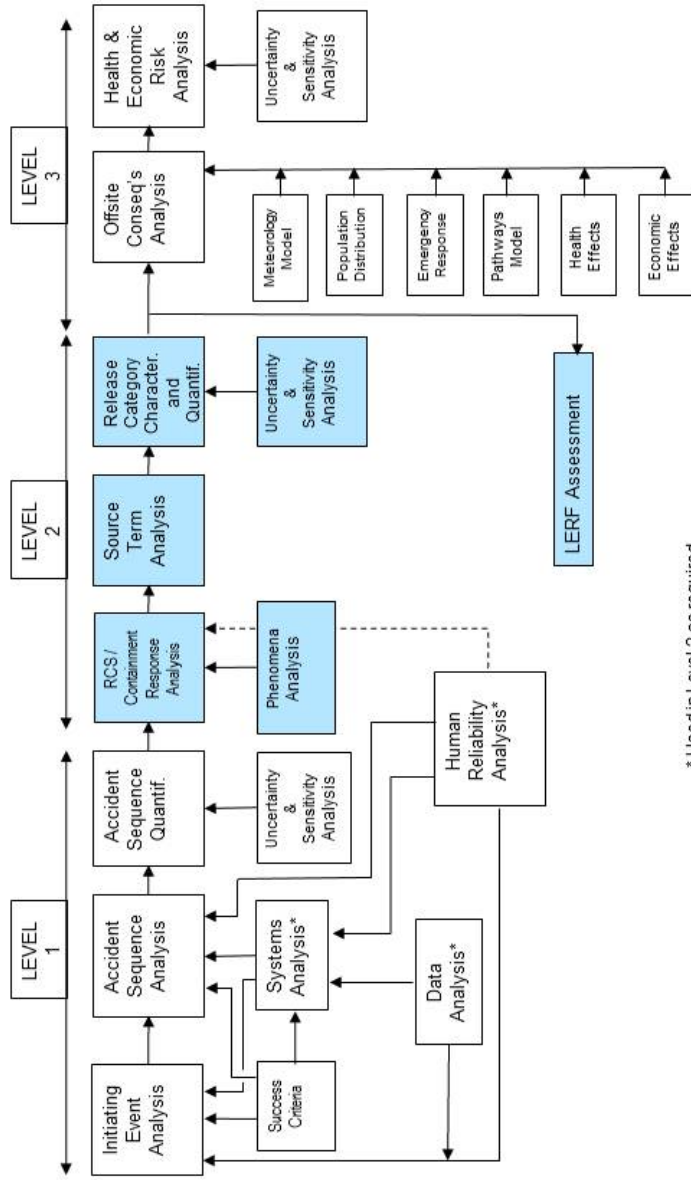 LEVEL
1
LEVEL
2
LEVEL
3
Initiating
Event
Analysis
Accident
Sequence
Analysis
Accident
Sequence
Quantif.
RCS /
Containment
Response
Analysis
Source
Term
Analysis
Release
Category
Character.
and
Quantif.
Offsite
Conseq's
Analysis
Health &
Economic
Risk
Analysis
Success
Criteria
Systems
Analysis*
Uncertainty
&
Sensitivity
Analysis
Phenomena
Analysis
Uncertainty
&
Sensitivity
Analysis
Uncertainty
&
Sensitivity
Analysis
Meteorology
Model
Population
Distribution
Emergency
Response
Pathways
Model
Health
Effects
Economic
Effects
Data
Analysis*
Human
Reliability
Analysis*
LERF Assessment
* Used in Level 2 as required